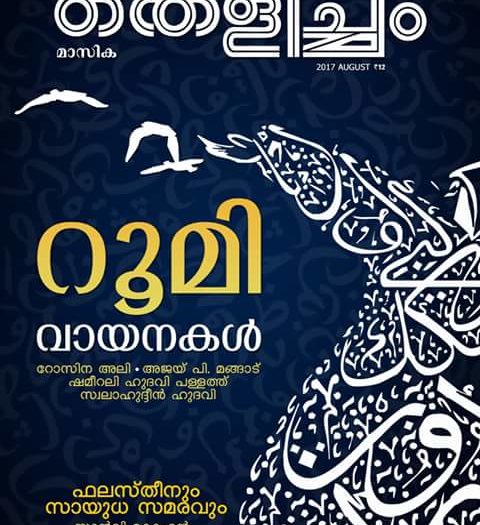 തെളിച്ചം
മാസിക
2017 AUGUST ₹12
റൂമി
വായനകൾ
റോസിന അലി • അജയ് പി. മങ്ങാട്
ഷമീറലി ഹുദവി പള്ളത്ത്
സ്വലാഹുദ്ദീൻ ഹുദവി
ഫലസ്തീനും
സായുധ സമരവും